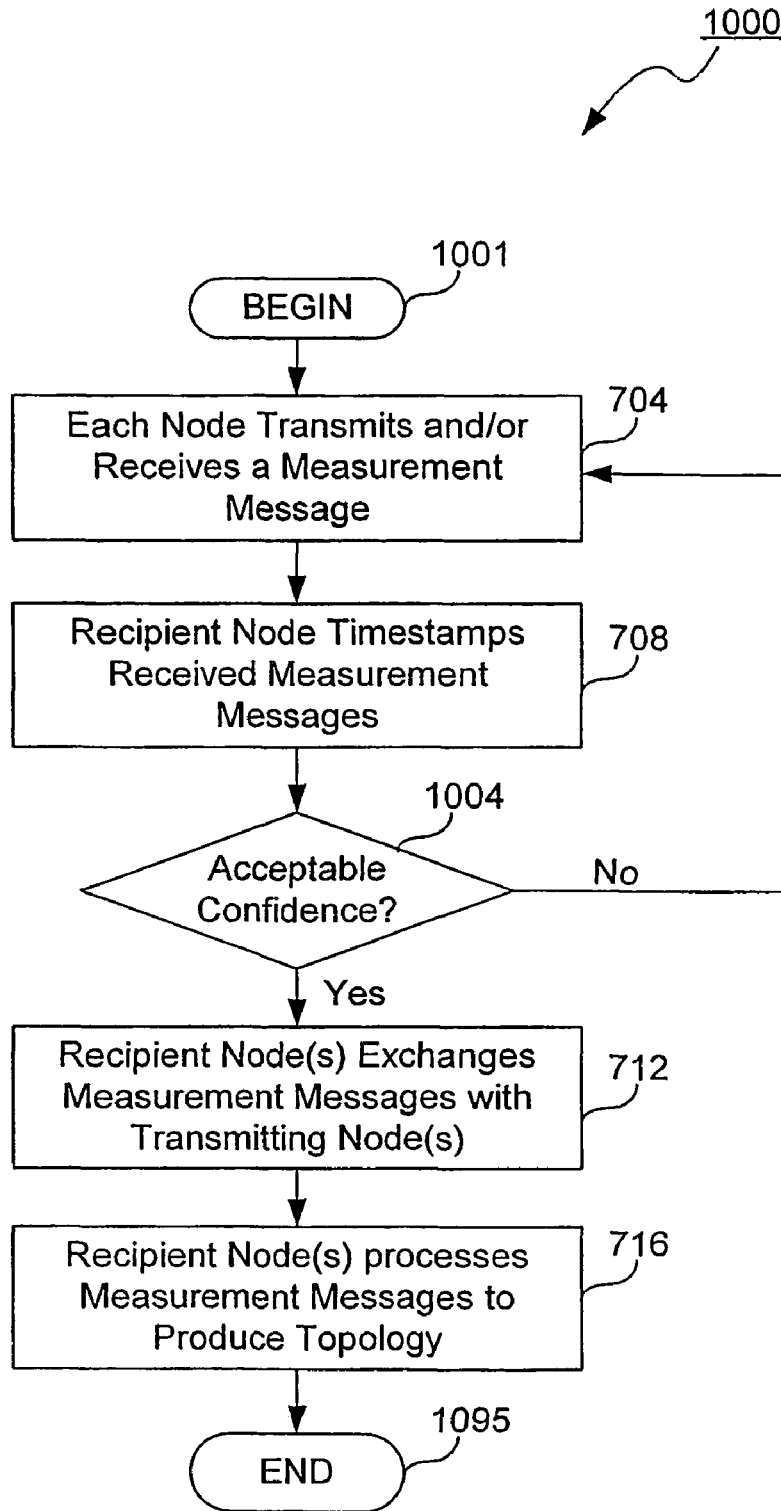 1000
1001
BEGIN
704
Each Node Transmits and/or
Receives a Measurement
Message
708
Recipient Node Timestamps
Received Measurement
Messages
1004
Acceptable
Confidence?
No
Yes
712
Recipient Node(s) Exchanges
Measurement Messages with
Transmitting Node(s)
716
Recipient Node(s) processes
Measurement Messages to
Produce Topology
1095
END